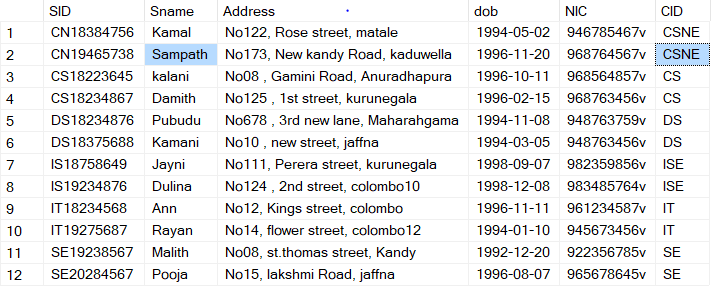 SID Sname Address dob NIC CID
1 CN18384756 Kamal No122, Rose street, matale 1994-05-02 946785467v CSNE
2 CN19465738 Sampath No173, New kandy Road, kaduwella 1996-11-20 968764567v CSNE
3 CS18223645 kalani No08 , Gamini Road, Anuradhapura 1996-10-11 968564857v CS
4 CS18234867 Damith No125 , 1st street, kurunegala 1996-02-15 968763456v CS
5 DS18234876 Pubudu No678 , 3rd new lane, Maharahgama 1994-11-08 948763759v DS
6 DS18375688 Kamani No10 , new street, jaffna 1994-03-05 948763456v DS
7 IS18758649 Jayni No111, Perera street, kurunegala 1998-09-07 982359856v ISE
8 IS19234876 Dulina No124 , 2nd street, colombo10 1998-12-08 983485764v ISE
9 IT18234568 Ann No12, Kings street, colombo 1996-11-11 961234587v IT
10 IT19275687 Rayan No14, flower street, colombo12 1994-01-10 945673456v IT
11 SE19238567 Malith No08, st.thomas street, Kandy 1992-12-20 922356785v SE
12 SE20284567 Pooja No15, lakshmi Road, jaffna 1996-08-07 965678645v SE